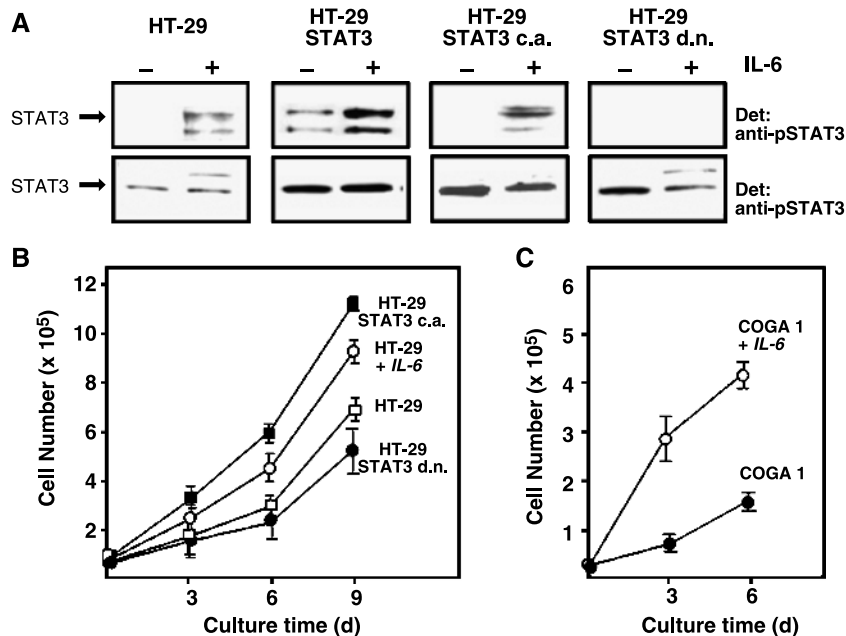 A
HT-29
HT-29
STAT3
HT-29
STAT3 c.a.
HT-29
STAT3 d.n.
– + – + – + – + IL-6
STAT3
Det:
anti-pSTAT3
STAT3
Det:
anti-pSTAT3
B
Cell Number (x 10⁵)
12
10
8
6
4
2
3 6 9
Culture time (d)
HT-29
STAT3 c.a.
HT-29
+ IL-6
HT-29
HT-29
STAT3 d.n.
C
Cell Number (x 10⁵)
6
5
4
3
2
1
3 6
Culture time (d)
COGA 1
+ IL-6
COGA 1